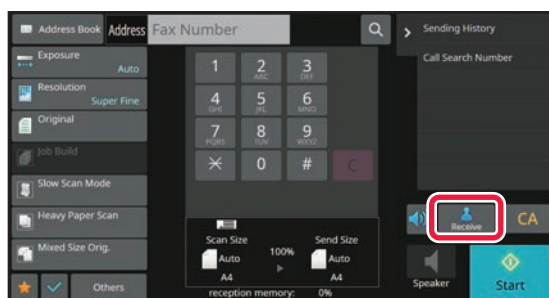 Address Book
Address
Fax Number
Sending History
Call Search Number
Exposure
Auto
Resolution
Super Fine
Original
Job Build
Slow Scan Mode
Heavy Paper Scan
Mixed Size Orig.
Others
1
2
ABC
3
DEF
4
GHI
5
JKL
6
MNO
7
PQRS
8
TUV
9
WXYZ
0
#
C
Scan Size
Auto
A4
100%
Send Size
Auto
A4
reception memory: 0%
Receive
CA
Speaker
Start